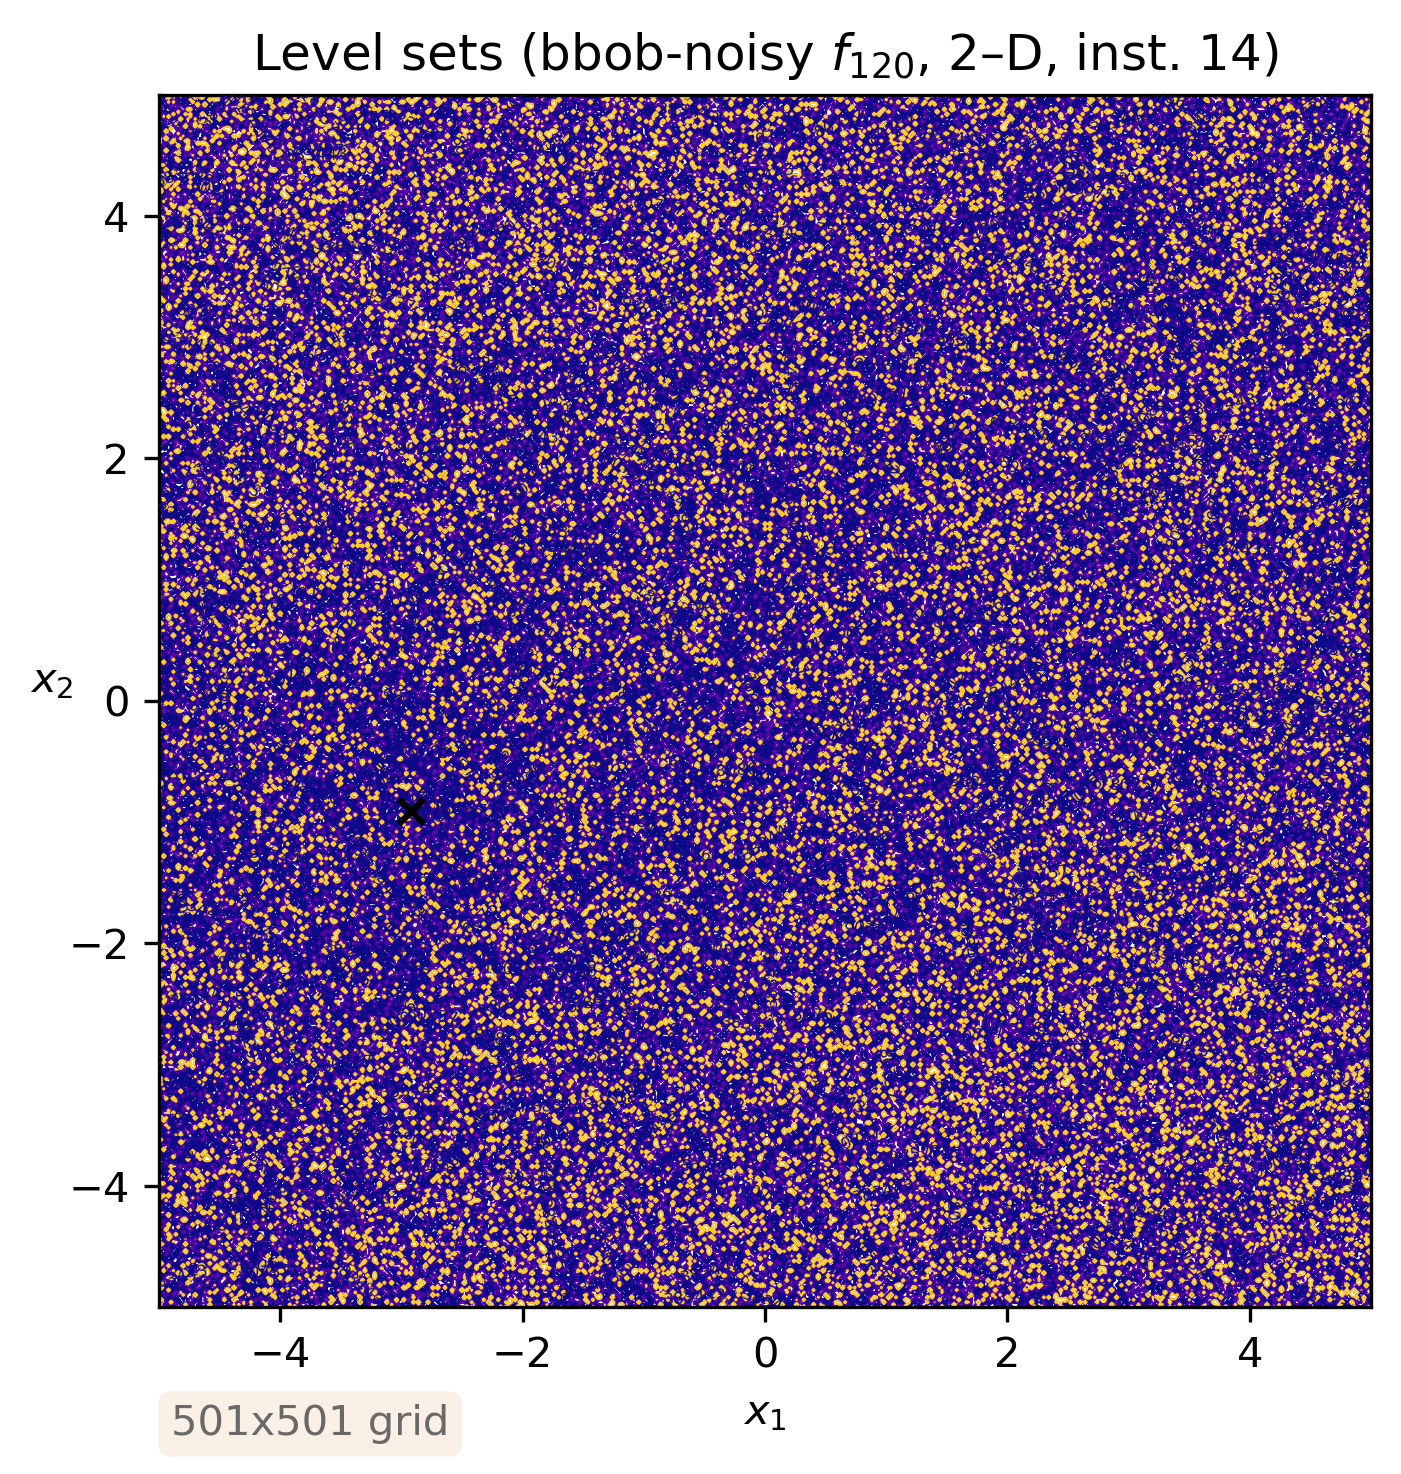 Level sets (bbob-noisy f₁₂₀, 2–D, inst. 14)
4
2
x₂
0
−2
−4
−4 −2 0 2 4
x₁
501x501 grid